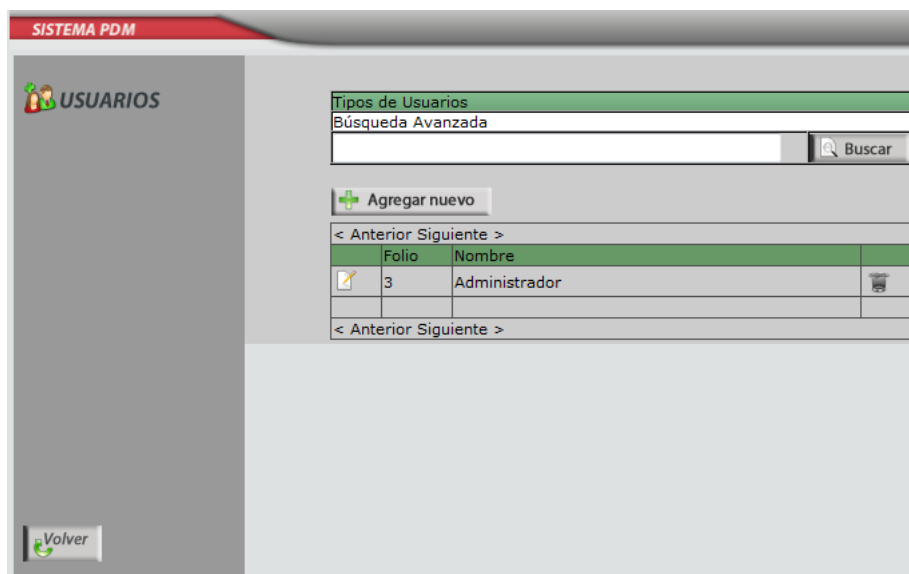 SISTEMA PDM
USUARIOS
Tipos de Usuarios
Búsqueda Avanzada
Buscar
Agregar nuevo
< Anterior Siguiente >
Folio Nombre
3 Administrador
< Anterior Siguiente >
Volver